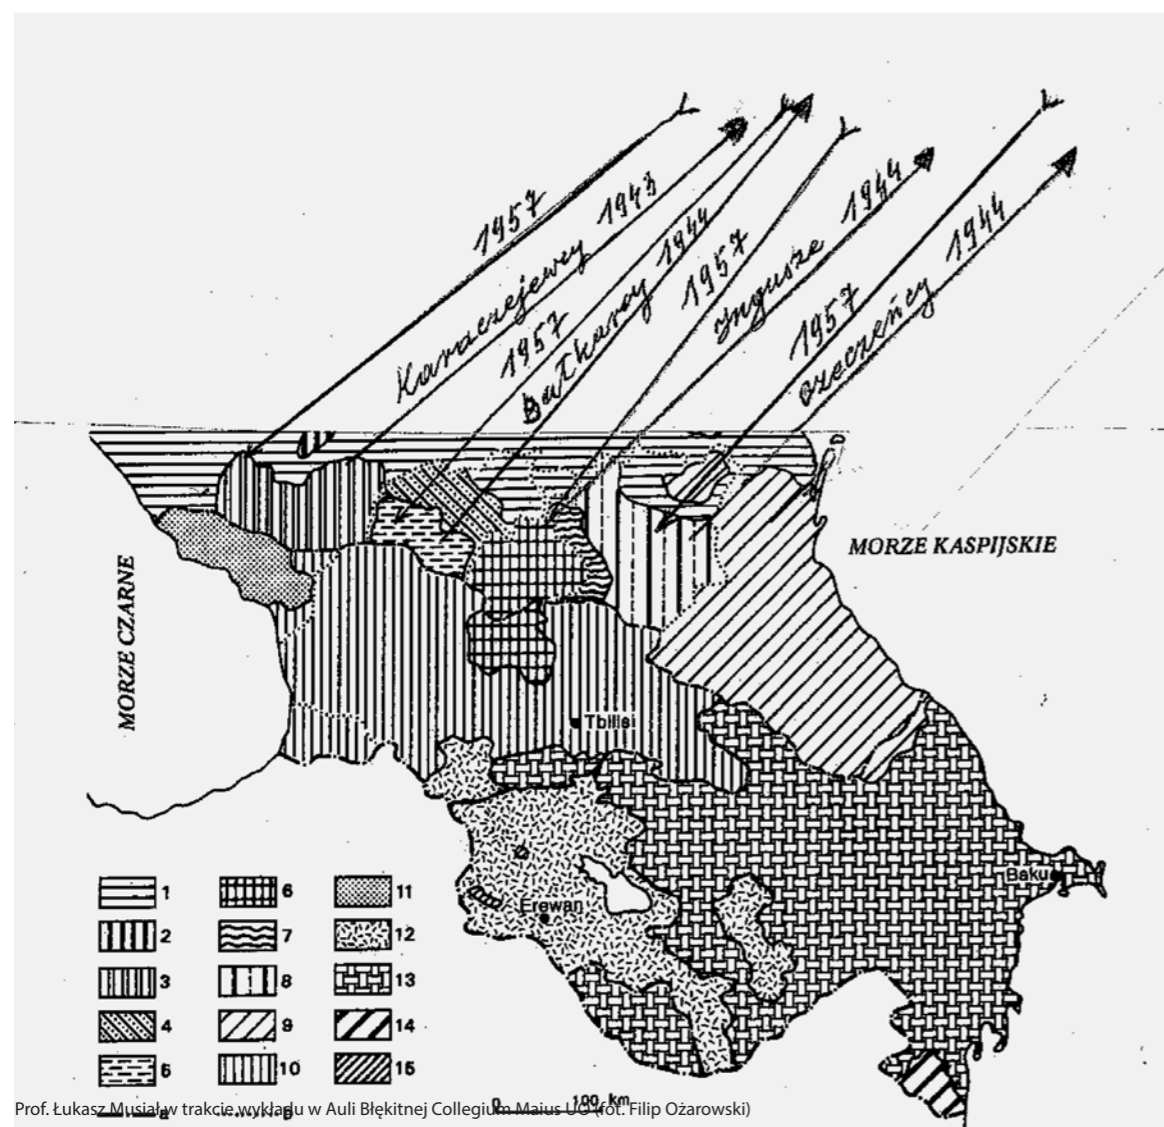 1957
Karaczejewcy 1943
1957
Bałkarcy 1944
1957
Ingusze 1944
1957
Czeczeńcy 1944
MORZE KASPIJSKIE
MORZE CZARNE
Tbilisi
Baku
Erewan
1 6 11
2 7 12
3 8 13
4 9 14
5 10 15
a b
0 100 km
Prof. Łukasz Musiał w trakcie wykładu w Auli Błękitnej Collegium Maius UO (fot. Filip Ożarowski)